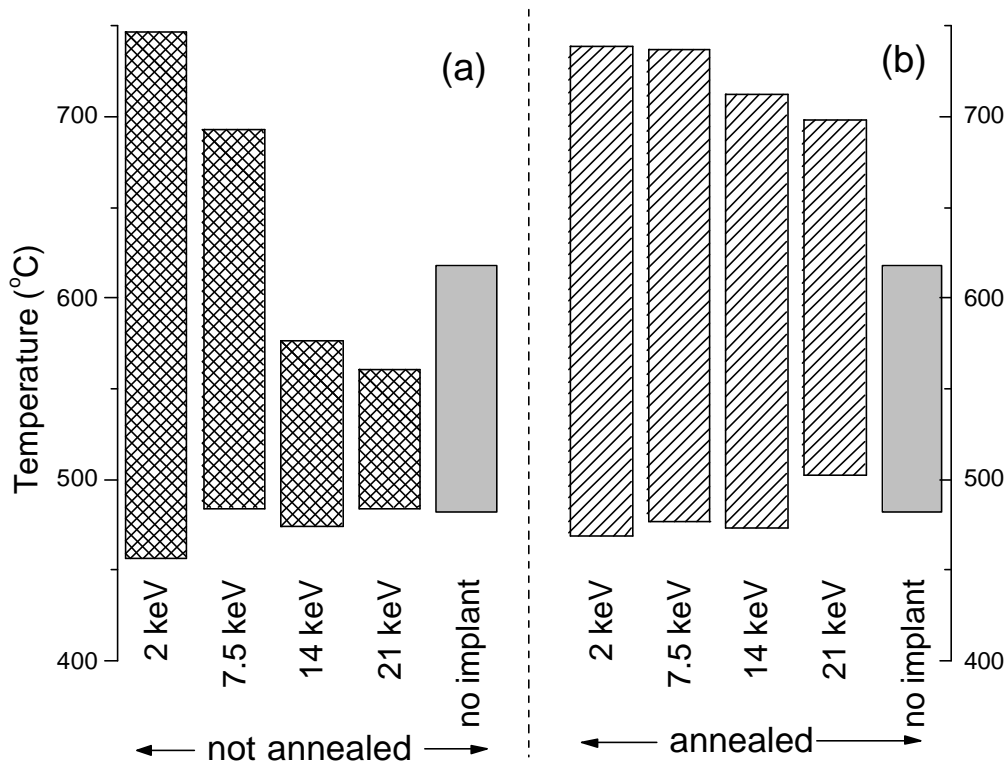 (a)
(b)
700
600
500
400
Temperature (°C)
2 keV
7.5 keV
14 keV
21 keV
no implant
not annealed
2 keV
7.5 keV
14 keV
21 keV
no implant
annealed
700
600
500
400